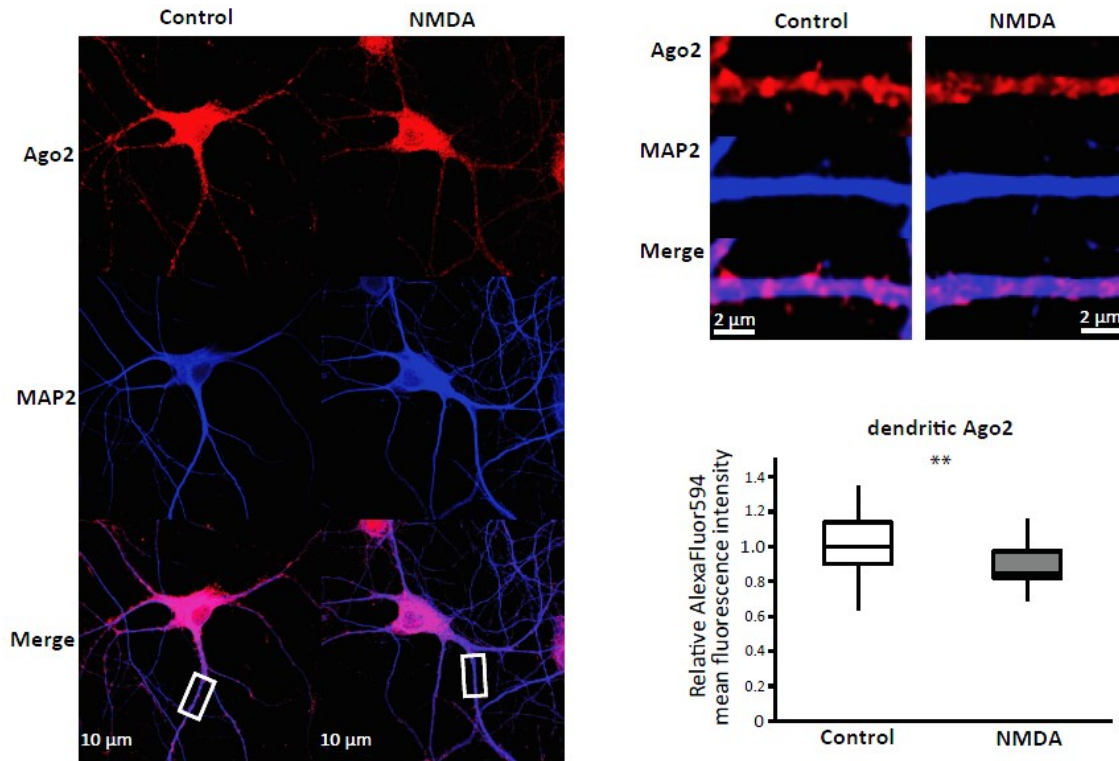 Control
NMDA
Ago2
MAP2
Merge
10 µm
10 µm
Control
NMDA
Ago2
MAP2
Merge
2 µm
2 µm
dendritic Ago2
**
Relative AlexaFluor594
mean fluorescence intensity
1.4
1.2
1.0
0.8
0.6
0.4
0.2
0
Control
NMDA